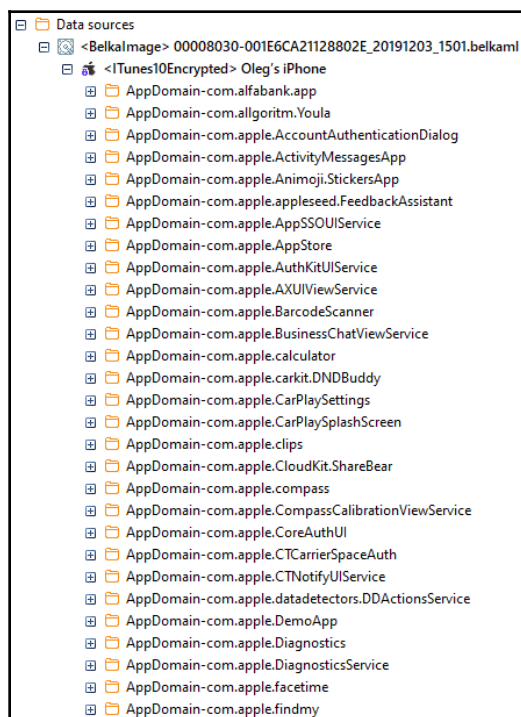 Data sources
<BelkaImage> 00008030-001E6CA21128802E_20191203_1501.belkaml
<ITunes10Encrypted> Oleg's iPhone
AppDomain-com.alfabank.app
AppDomain-com.allgoritm.Youla
AppDomain-com.apple.AccountAuthenticationDialog
AppDomain-com.apple.ActivityMessagesApp
AppDomain-com.apple.Animoji.StickersApp
AppDomain-com.apple.appleseed.FeedbackAssistant
AppDomain-com.apple.AppSSOUIService
AppDomain-com.apple.AppStore
AppDomain-com.apple.AuthKitUIService
AppDomain-com.apple.AXUIViewService
AppDomain-com.apple.BarcodeScanner
AppDomain-com.apple.BusinessChatViewService
AppDomain-com.apple.calculator
AppDomain-com.apple.carkit.DNDBuddy
AppDomain-com.apple.CarPlaySettings
AppDomain-com.apple.CarPlaySplashScreen
AppDomain-com.apple.clips
AppDomain-com.apple.CloudKit.ShareBear
AppDomain-com.apple.compass
AppDomain-com.apple.CompassCalibrationViewService
AppDomain-com.apple.CoreAuthUI
AppDomain-com.apple.CTCarrierSpaceAuth
AppDomain-com.apple.CTNotifyUIService
AppDomain-com.apple.datadetectors.DDActionsService
AppDomain-com.apple.DemoApp
AppDomain-com.apple.Diagnostics
AppDomain-com.apple.DiagnosticsService
AppDomain-com.apple.facetime
AppDomain-com.apple.findmy